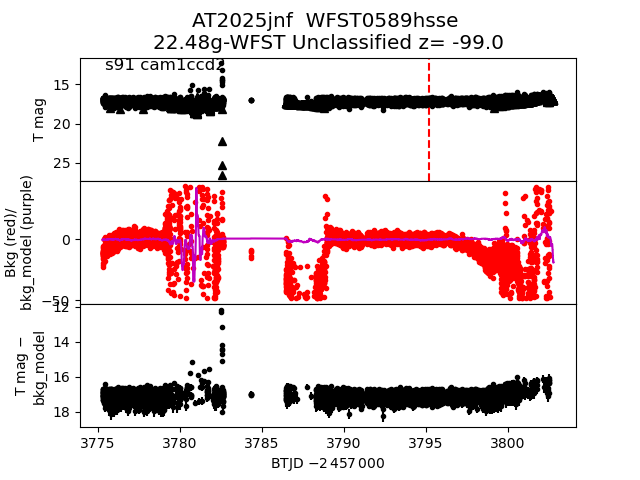 AT2025jnf  WFST0589hsse
22.48g-WFST Unclassified z= -99.0
s91 cam1ccd2
T mag
15
20
25
Bkg (red)/
bkg_model (purple)
0
−50
T mag −
bkg_model
12
14
16
18
3775
3780
3785
3790
3795
3800
BTJD −2 457 000